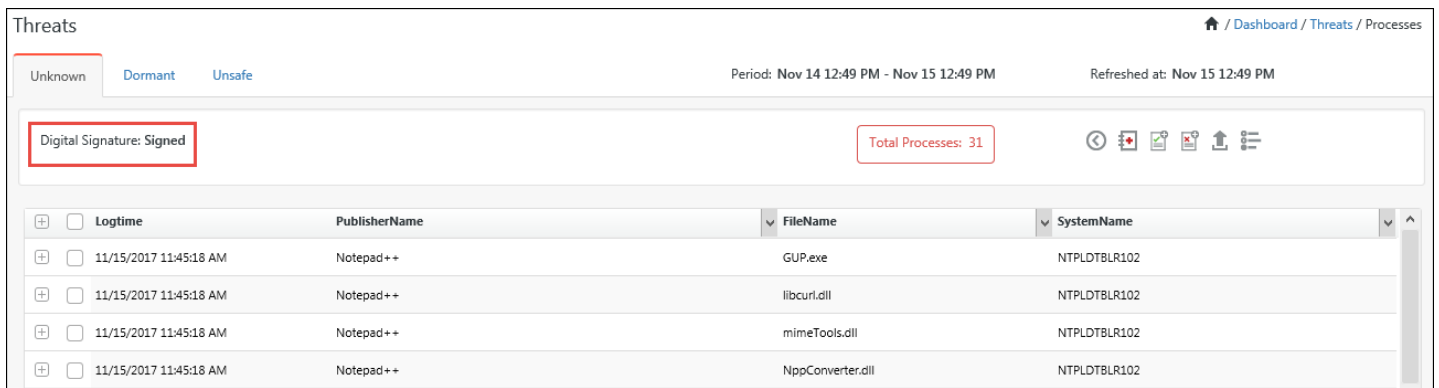 Threats
/ Dashboard / Threats / Processes
Unknown Dormant Unsafe Period: Nov 14 12:49 PM - Nov 15 12:49 PM Refreshed at: Nov 15 12:49 PM
Digital Signature: Signed Total Processes: 31
Logtime PublisherName FileName SystemName
11/15/2017 11:45:18 AM Notepad++ GUP.exe NTPLDTBLR102
11/15/2017 11:45:18 AM Notepad++ libcurl.dll NTPLDTBLR102
11/15/2017 11:45:18 AM Notepad++ mimeTools.dll NTPLDTBLR102
11/15/2017 11:45:18 AM Notepad++ NppConverter.dll NTPLDTBLR102